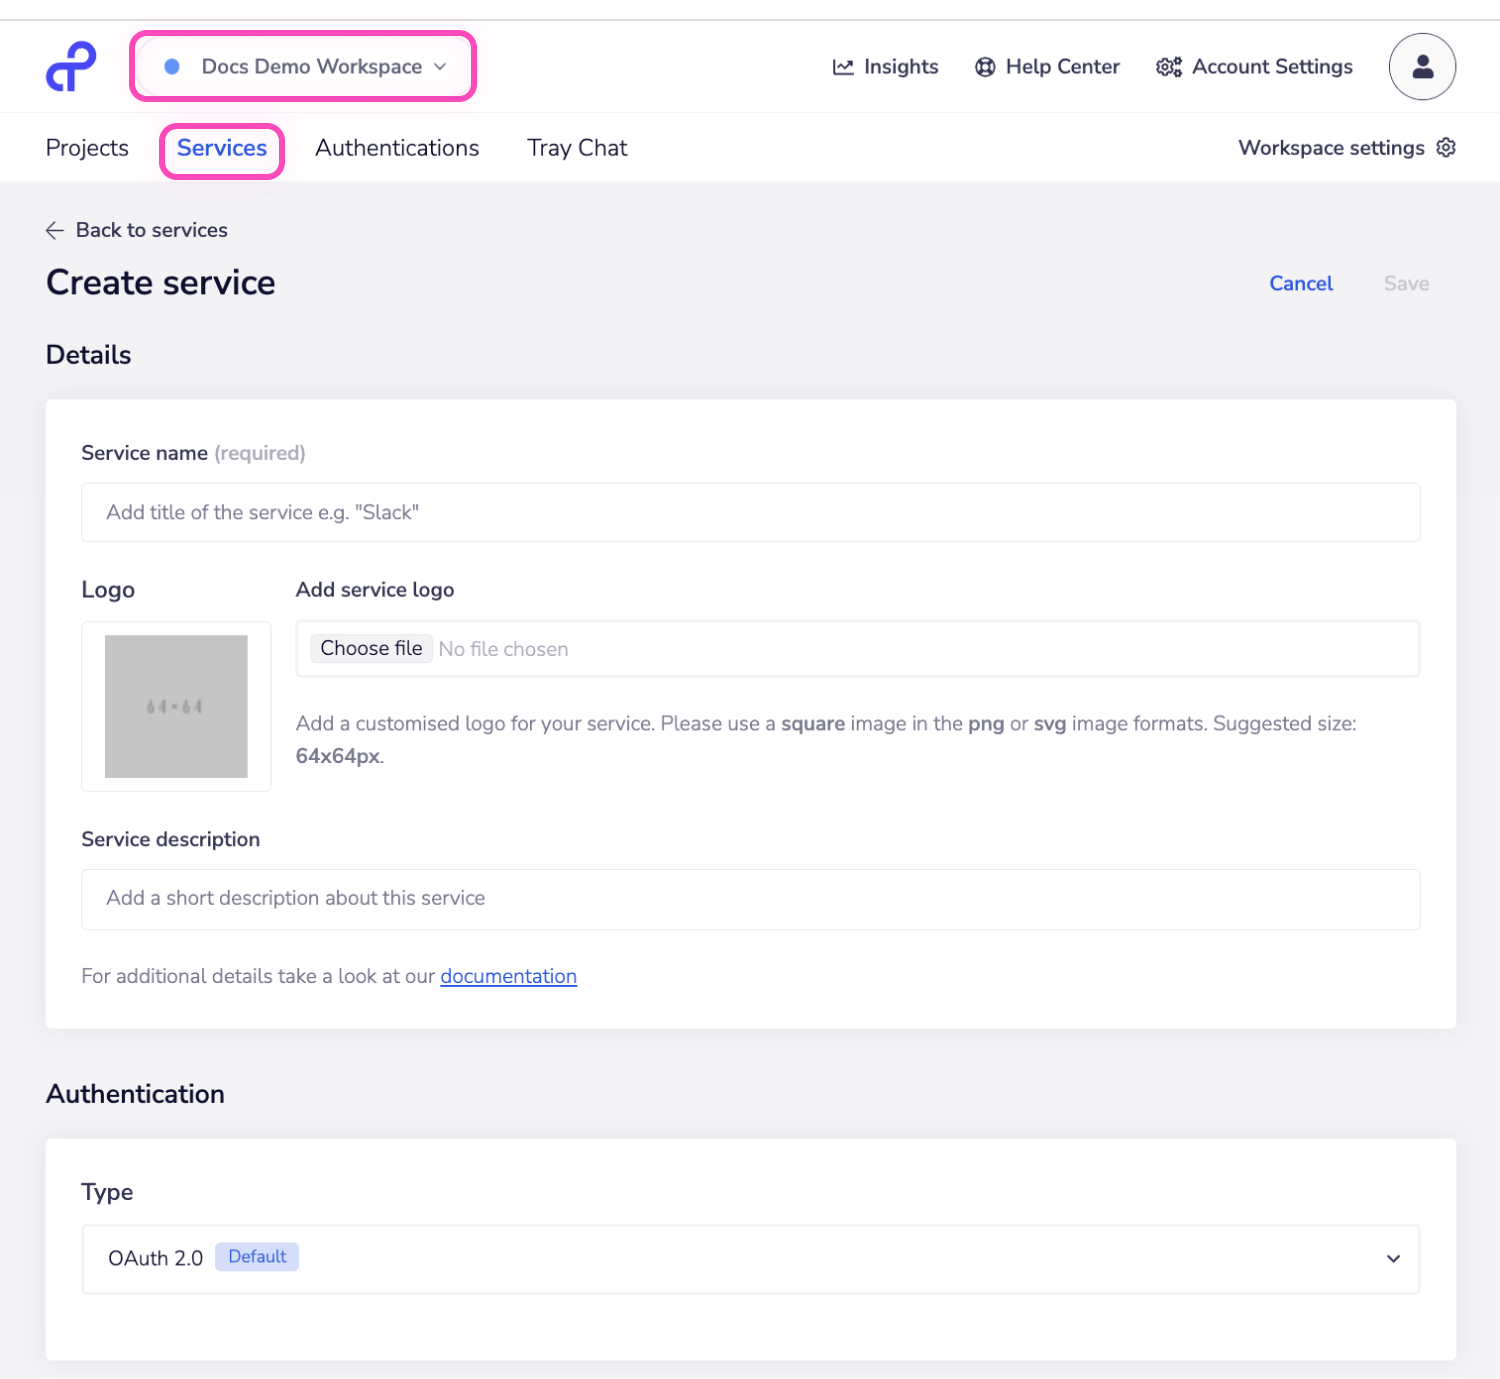 Docs Demo Workspace
Insights
Help Center
Account Settings
Projects
Services
Authentications
Tray Chat
Workspace settings
Back to services
Create service
Cancel
Save
Details
Service name (required)
Add title of the service e.g. "Slack"
Logo
Add service logo
64×64
Choose file No file chosen
Add a customised logo for your service. Please use a square image in the png or svg image formats. Suggested size:
64x64px.
Service description
Add a short description about this service
For additional details take a look at our documentation
Authentication
Type
OAuth 2.0 Default